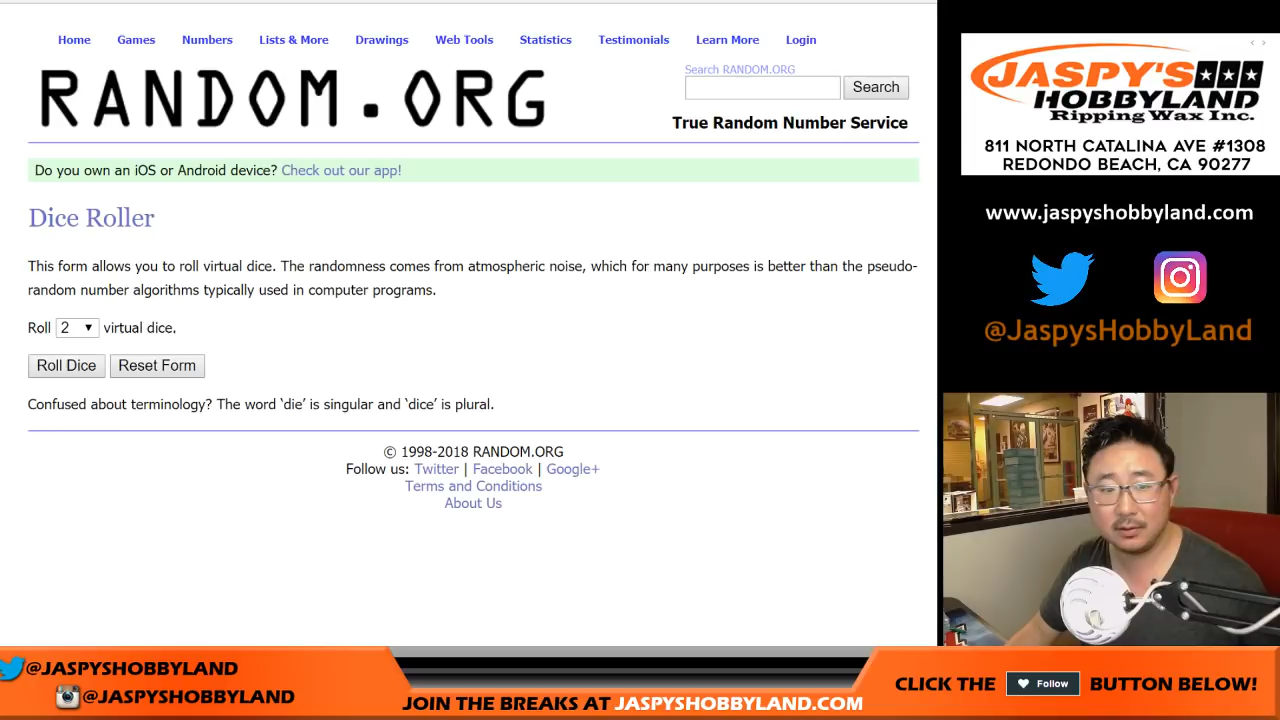 Home Games Numbers Lists & More Drawings Web Tools Statistics Testimonials Learn More Login
RANDOM.ORG
Search RANDOM.ORG
Search
True Random Number Service
Do you own an iOS or Android device? Check out our app!
Dice Roller
This form allows you to roll virtual dice. The randomness comes from atmospheric noise, which for many purposes is better than the pseudo-
random number algorithms typically used in computer programs.
Roll 2 virtual dice.
Roll Dice Reset Form
Confused about terminology? The word ‘die’ is singular and ‘dice’ is plural.
© 1998-2018 RANDOM.ORG
Follow us: Twitter | Facebook | Google+
Terms and Conditions
About Us
JASPY'S
HOBBYLAND
Ripping Wax Inc.
811 NORTH CATALINA AVE #1308
REDONDO BEACH, CA 90277
www.jaspyshobbyland.com
@JaspysHobbyLand
@JASPYSHOBBYLAND
@JASPYSHOBBYLAND
JOIN THE BREAKS AT JASPYSHOBBYLAND.COM
CLICK THE Follow BUTTON BELOW!